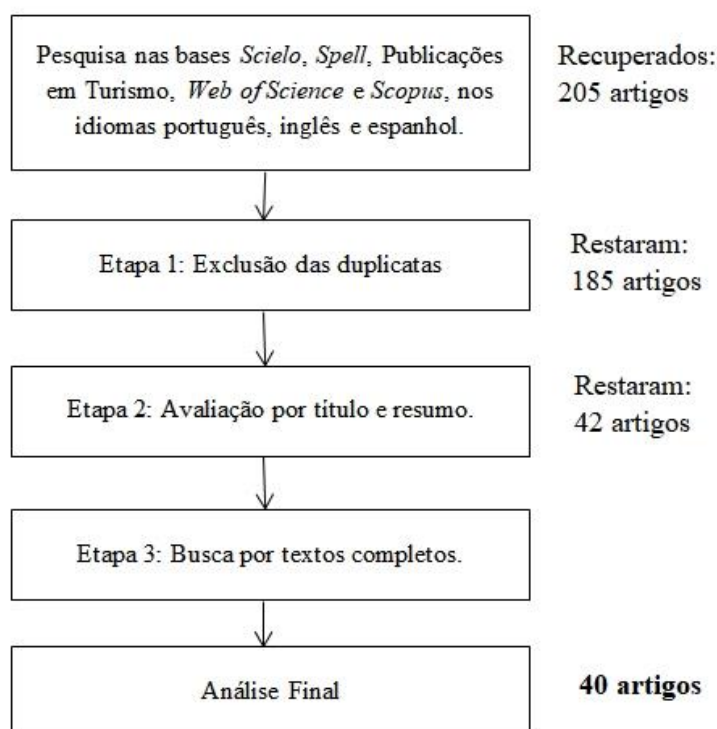 Pesquisa nas bases Scielo, Spell, Publicações
em Turismo, Web of Science e Scopus, nos
idiomas português, inglês e espanhol.
Recuperados:
205 artigos
Etapa 1: Exclusão das duplicatas
Restaram:
185 artigos
Etapa 2: Avaliação por título e resumo.
Restaram:
42 artigos
Etapa 3: Busca por textos completos.
Análise Final
40 artigos